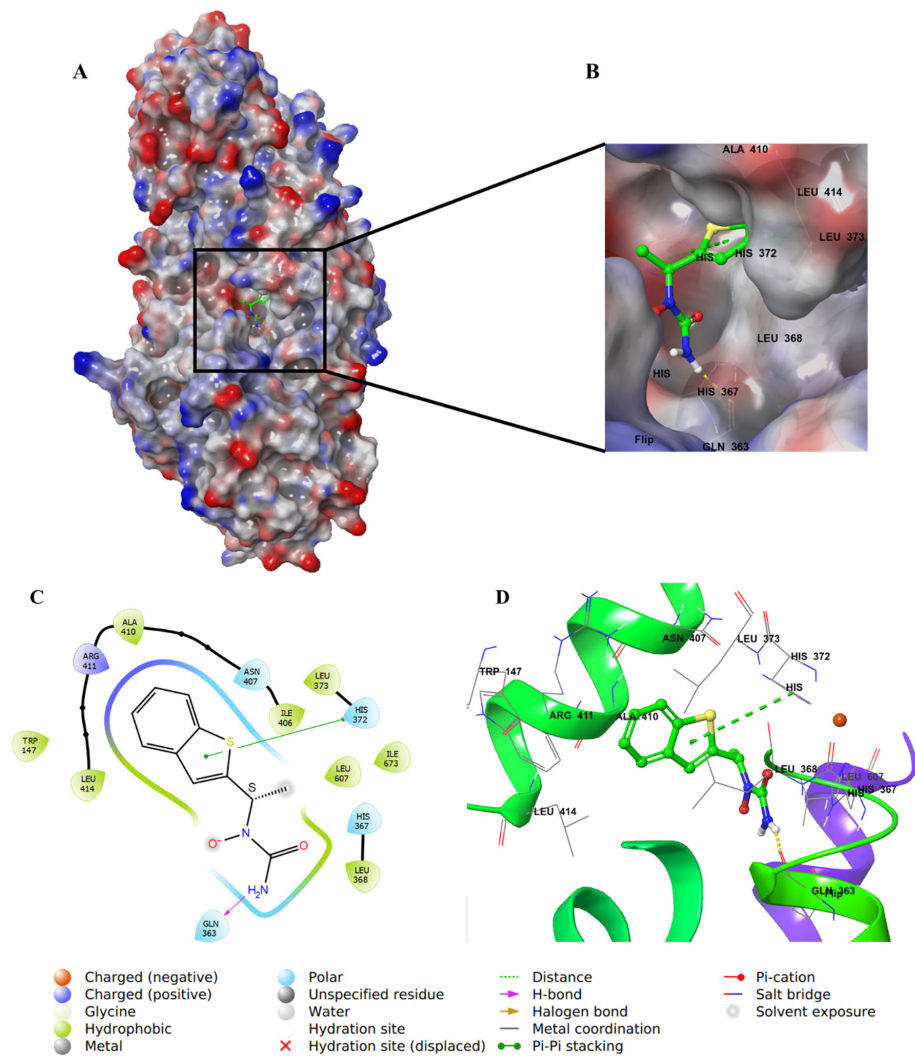 A
B
ALA 410
LEU 414
LEU 373
HIS
HIS 372
LEU 368
HIS
HIS 367
Flip
GLN 363
C
ALA
410
ARG
411
ASN
407
LEU
373
HIS
372
ILE
406
TRP
147
LEU
414
LEU
607
ILE
673
HIS
367
LEU
368
GLN
363
S
S
N
O-
O
H2N
D
ASN 407
LEU 373
HIS 372
TRP 147
HIS
ARG 411
ALA 410
LEU 368
LEU 607
HIS
HIS 367
LEU 414
GLN 363
Flip
Charged (negative)
Charged (positive)
Glycine
Hydrophobic
Metal
Polar
Unspecified residue
Water
Hydration site
Hydration site (displaced)
Distance
H-bond
Halogen bond
Metal coordination
Pi-Pi stacking
Pi-cation
Salt bridge
Solvent exposure